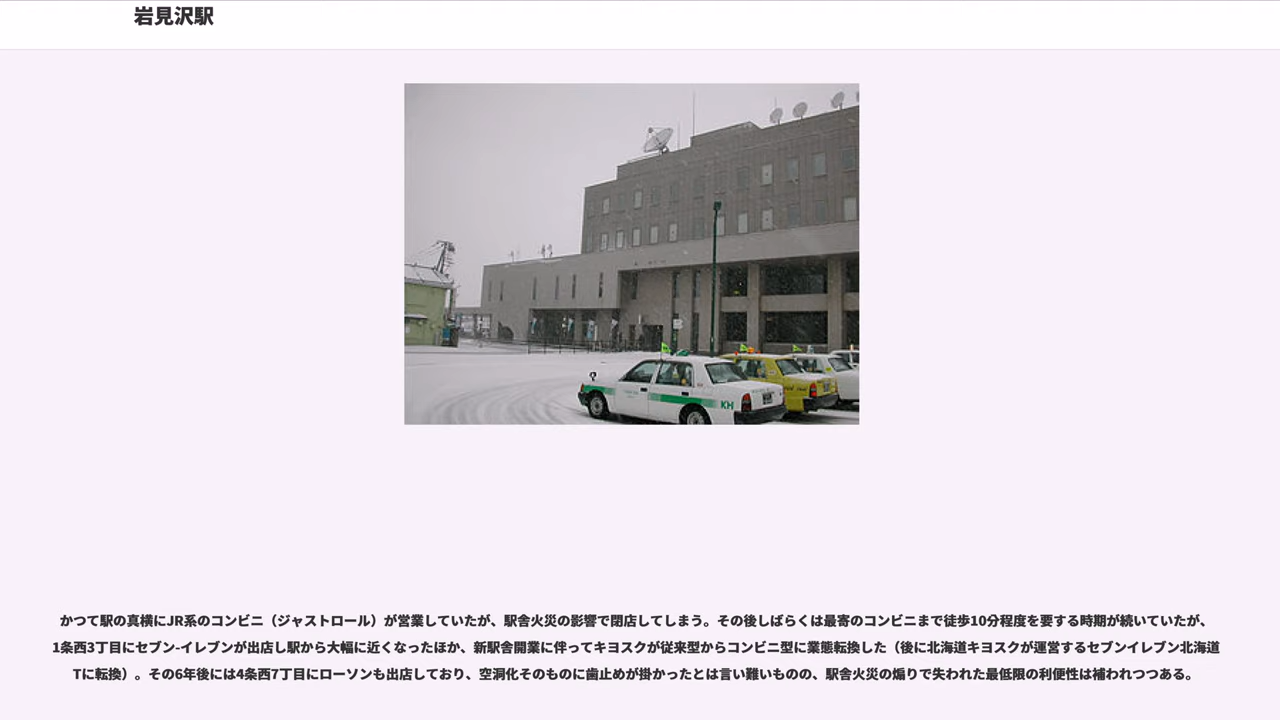 岩見沢駅
KH
かつて駅の真横にJR系のコンビニ（ジャストロール）が営業していたが、駅舎火災の影響で閉店してしまう。その後しばらくは最寄のコンビニまで徒歩10分程度を要する時期が続いていたが、
1条西3丁目にセブン-イレブンが出店し駅から大幅に近くなったほか、新駅舎開業に伴ってキヨスクが従来型からコンビニ型に業態転換した（後に北海道キヨスクが運営するセブンイレブン北海道
Tに転換）。その6年後には4条西7丁目にローソンも出店しており、空洞化そのものに歯止めが掛かったとは言い難いものの、駅舎火災の煽りで失われた最低限の利便性は補われつつある。